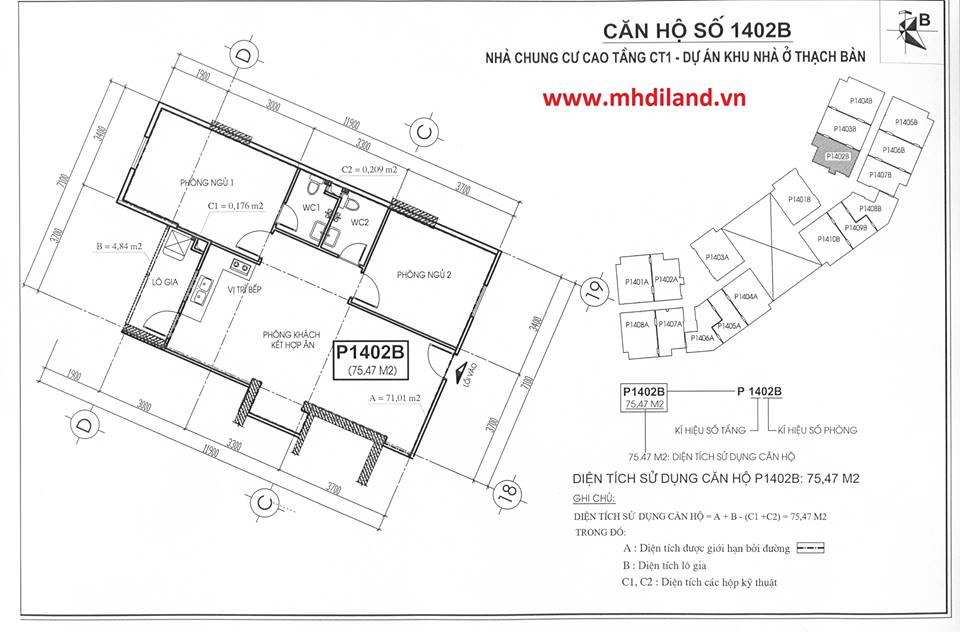 CĂN HỘ SỐ 1402B
NHÀ CHUNG CƯ CAO TẦNG CT1 - DỰ ÁN KHU NHÀ Ở THẠCH BÀN
www.mhdiland.vn
B
D
1900
3000
11900
3300
C
3700
3400
7100
3700
PHÒNG NGỦ 1
C1 = 0,176 m2
C2 = 0,209 m2
WC1
WC2
B = 4,84 m2
LÔ GIA
VỊ TRÍ BẾP
PHÒNG NGỦ 2
PHÒNG KHÁCH
KẾT HỢP ĂN
P1402B
(75,47 M2)
A = 71,01 m2
LỐI VÀO
19
3400
7100
3700
18
1900
3000
D
3300
11900
C
3700
P1404B
P1405B
P1403B
P1406B
P1402B
P1407B
P1401B
P1408B
P1409B
P1410B
P1403A
P1401A
P1402A
P1404A
P1408A
P1407A
P1405A
P1406A
P1402B
75,47 M2
P 1402B
KÍ HIỆU SỐ TẦNG
KÍ HIỆU SỐ PHÒNG
75,47 M2: DIỆN TÍCH SỬ DỤNG CĂN HỘ
DIỆN TÍCH SỬ DỤNG CĂN HỘ P1402B: 75,47 M2
GHI CHÚ:
DIỆN TÍCH SỬ DỤNG CĂN HỘ = A + B - (C1 +C2) = 75,47 M2
TRONG ĐÓ:
A : Diện tích được giới hạn bởi đường
B : Diện tích lô gia
C1, C2 : Diện tích các hộp kỹ thuật